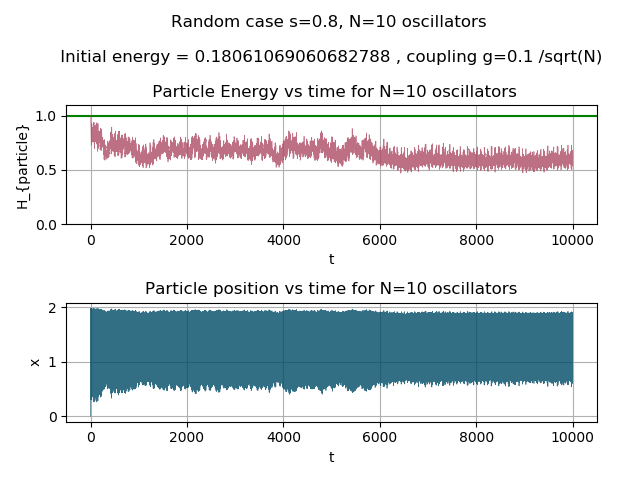 Random case s=0.8, N=10 oscillators
Initial energy = 0.18061069060682788 , coupling g=0.1 /sqrt(N)
Particle Energy vs time for N=10 oscillators
1.0
0.5
0.0
H_{particle}
0
2000
4000
6000
8000
10000
t
Particle position vs time for N=10 oscillators
2
1
0
x
0
2000
4000
6000
8000
10000
t